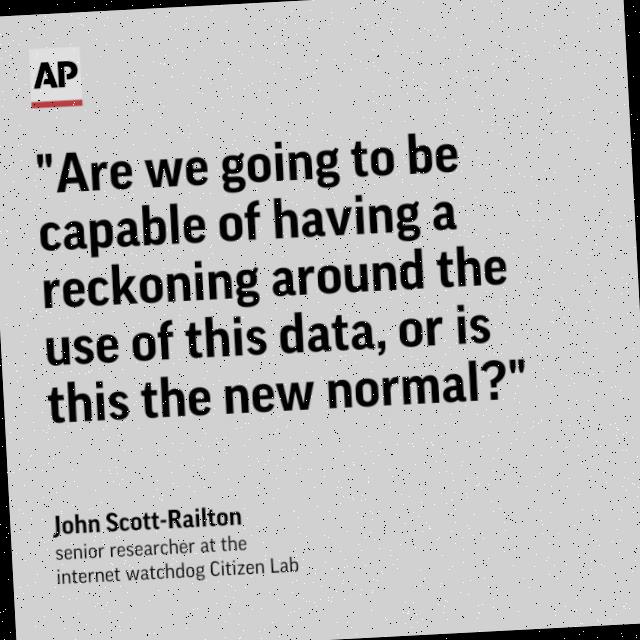 AP
"Are we going to be
capable of having a
reckoning around the
use of this data, or is
this the new normal?"
John Scott-Railton
senior researcher at the
internet watchdog Citizen Lab